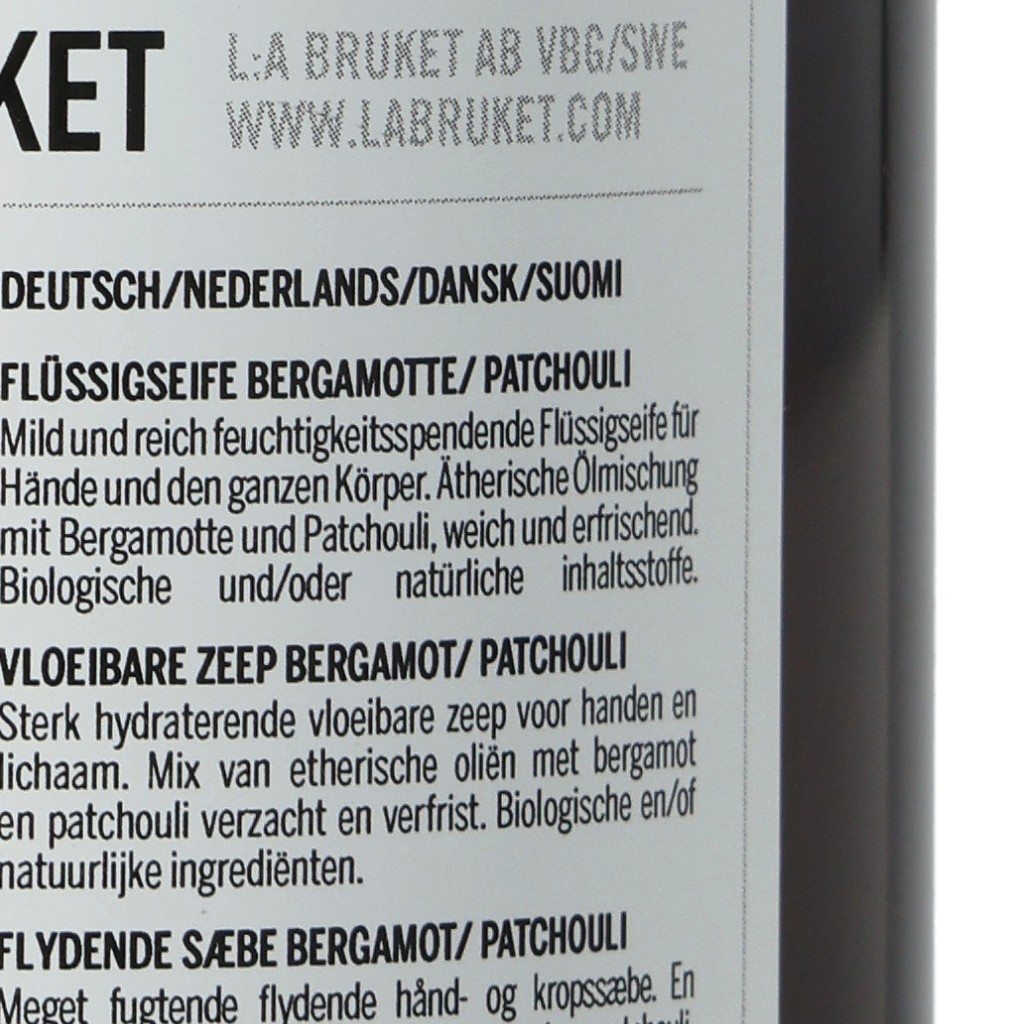 KET
L:A BRUKET AB VBG/SWE
WWW.LABRUKET.COM
DEUTSCH/NEDERLANDS/DANSK/SUOMI
FLÜSSIGSEIFE BERGAMOTTE/ PATCHOULI
Mild und reich feuchtigkeitsspendende Flüssigseife für
Hände und den ganzen Körper. Ätherische Ölmischung
mit Bergamotte und Patchouli, weich und erfrischend.
Biologische und/oder natürliche inhaltsstoffe.
VLOEIBARE ZEEP BERGAMOT/ PATCHOULI
Sterk hydraterende vloeibare zeep voor handen en
lichaam. Mix van etherische oliën met bergamot
en patchouli verzacht en verfrist. Biologische en/of
natuurlijke ingrediënten.
FLYDENDE SÆBE BERGAMOT/ PATCHOULI
Meget fugtende flydende hånd- og kropssæbe. En